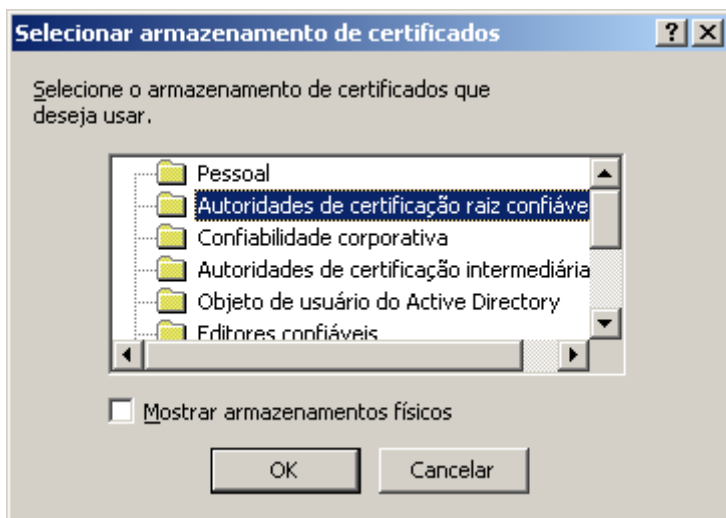 Selecionar armazenamento de certificados
Selecione o armazenamento de certificados que
deseja usar.
Pessoal
Autoridades de certificação raiz confiáve
Confiabilidade corporativa
Autoridades de certificação intermediária
Objeto de usuário do Active Directory
Editores confiáveis
Mostrar armazenamentos físicos
OK Cancelar